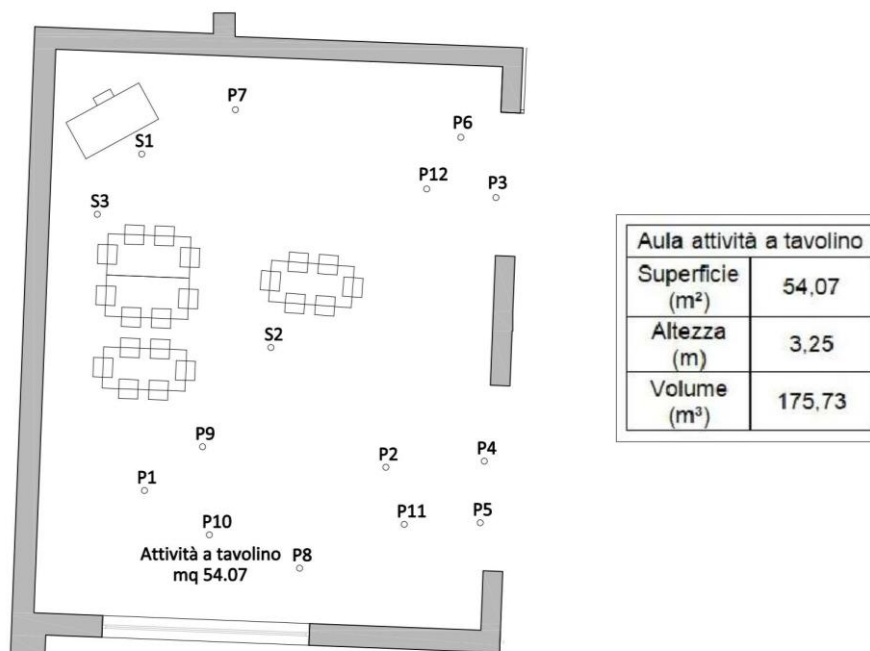 P7
P6
S1
P12
P3
S3
S2
P9
P2
P4
P1
P11
P5
P10
Attività a tavolino
P8
mq 54.07
Aula attività a tavolino
Superficie
(m²)
54,07
Altezza
(m)
3,25
Volume
(m³)
175,73